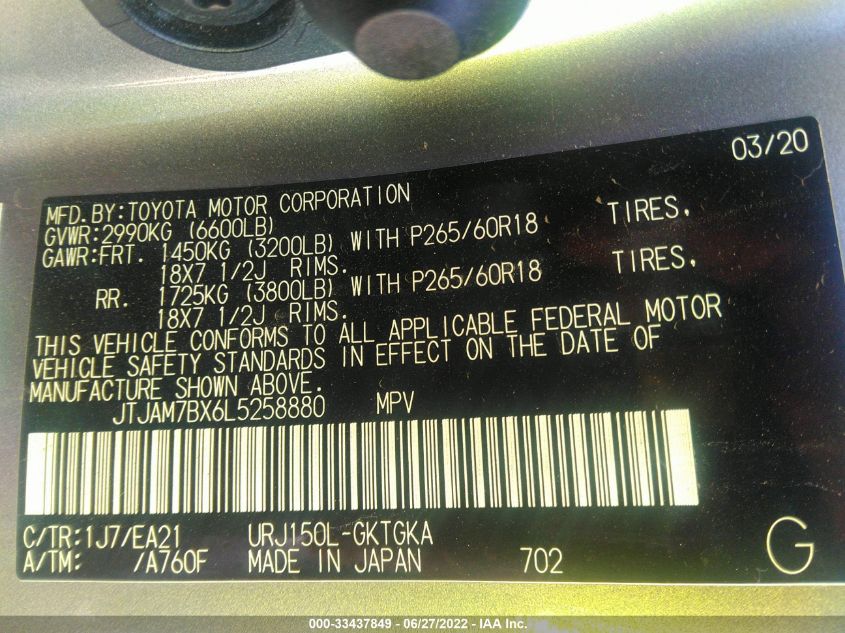 03/20
MFD.BY:TOYOTA MOTOR CORPORATION
GVWR:2990KG (6600LB)
GAWR:FRT. 1450KG (3200LB) WITH P265/60R18 TIRES,
18X7 1/2J RIMS.
RR. 1725KG (3800LB) WITH P265/60R18 TIRES,
18X7 1/2J RIMS.
THIS VEHICLE CONFORMS TO ALL APPLICABLE FEDERAL MOTOR
VEHICLE SAFETY STANDARDS IN EFFECT ON THE DATE OF
MANUFACTURE SHOWN ABOVE.
JTJAM7BX6L5258880 MPV
C/TR:1J7/EA21 URJ150L-GKTGKA
A/TM: /A760F MADE IN JAPAN 702 G
000-33437849 - 06/27/2022 - IAA Inc.